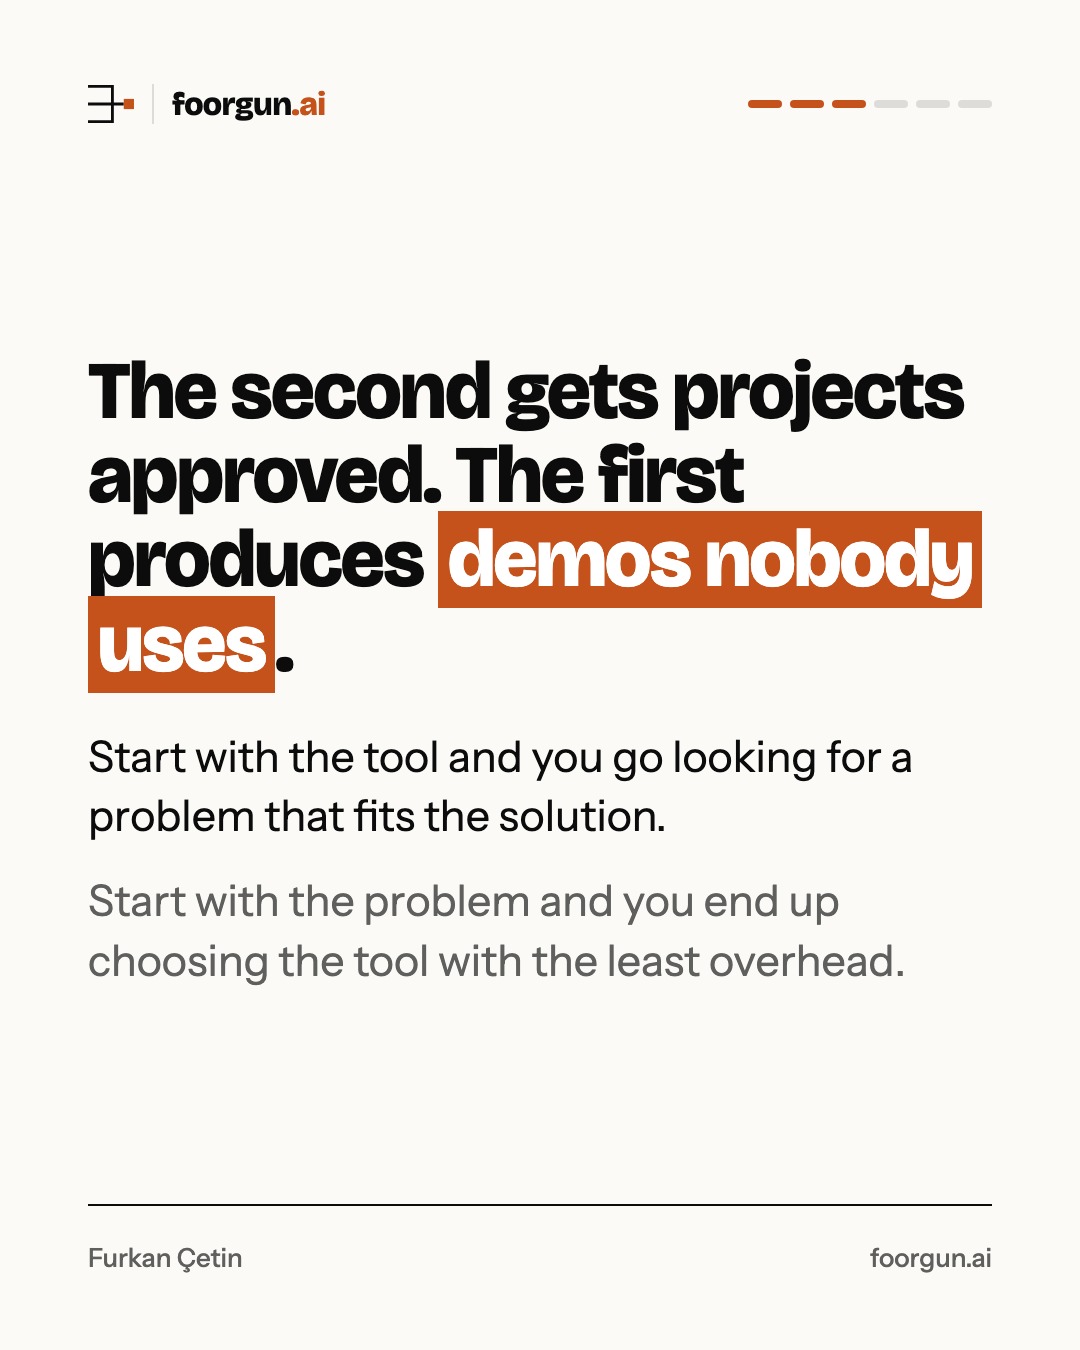 foorgun.ai
The second gets projects
approved. The first
produces demos nobody
uses.
Start with the tool and you go looking for a
problem that fits the solution.
Start with the problem and you end up
choosing the tool with the least overhead.
Furkan Çetin
foorgun.ai